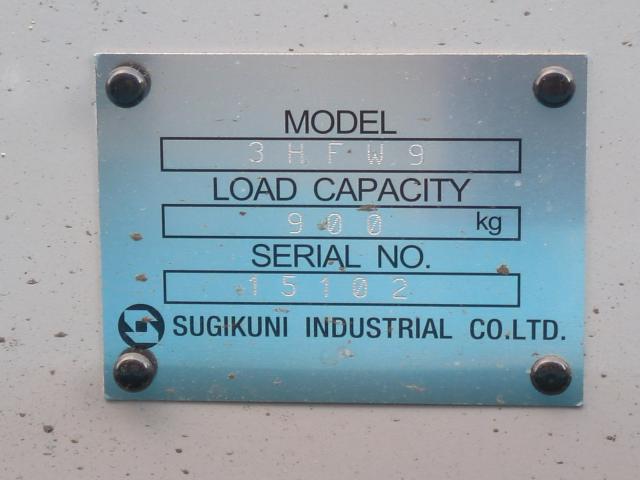 MODEL
3HFW9
LOAD CAPACITY
900 kg
SERIAL NO.
15102
SUGIKUNI INDUSTRIAL CO.LTD.